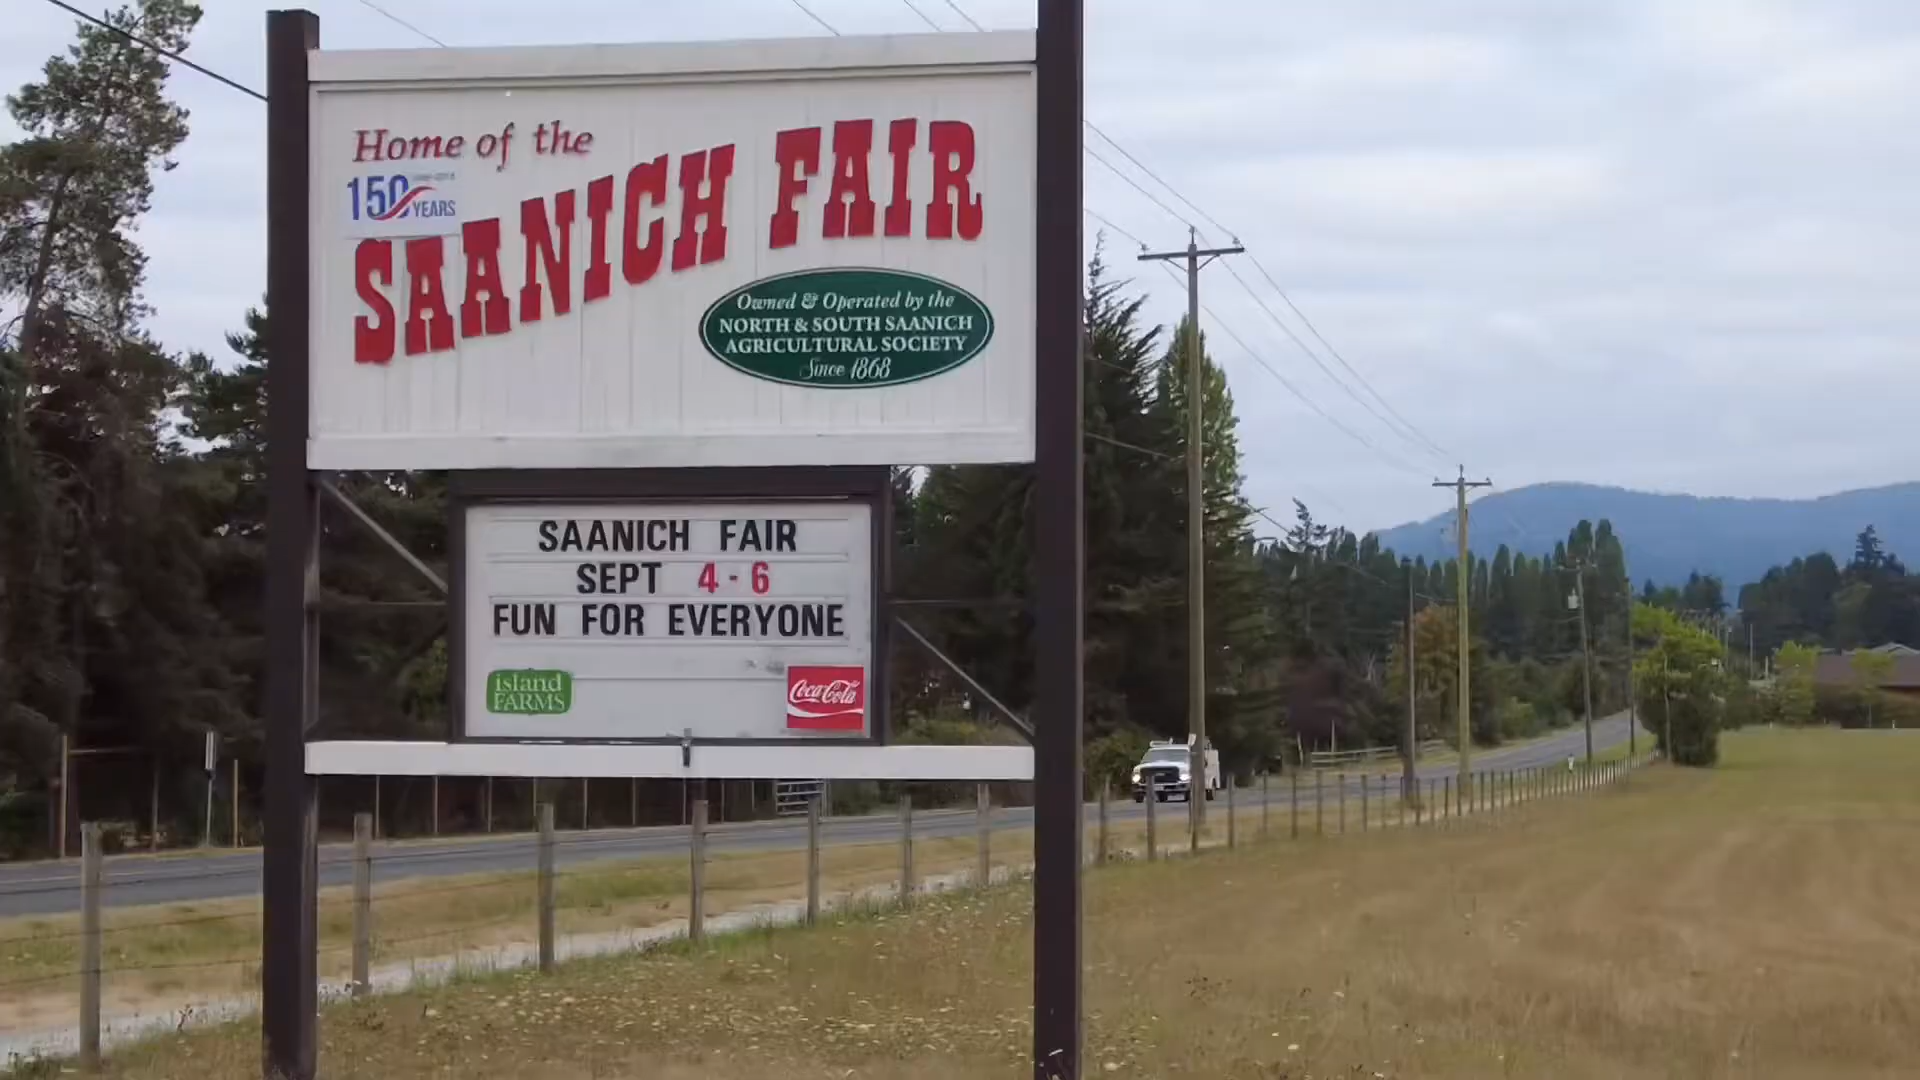 Home of the
150 YEARS
SAANICH FAIR
Owned & Operated by the
NORTH & SOUTH SAANICH
AGRICULTURAL SOCIETY
Since 1868
SAANICH FAIR
SEPT 4-6
FUN FOR EVERYONE
island FARMS
Coca-Cola